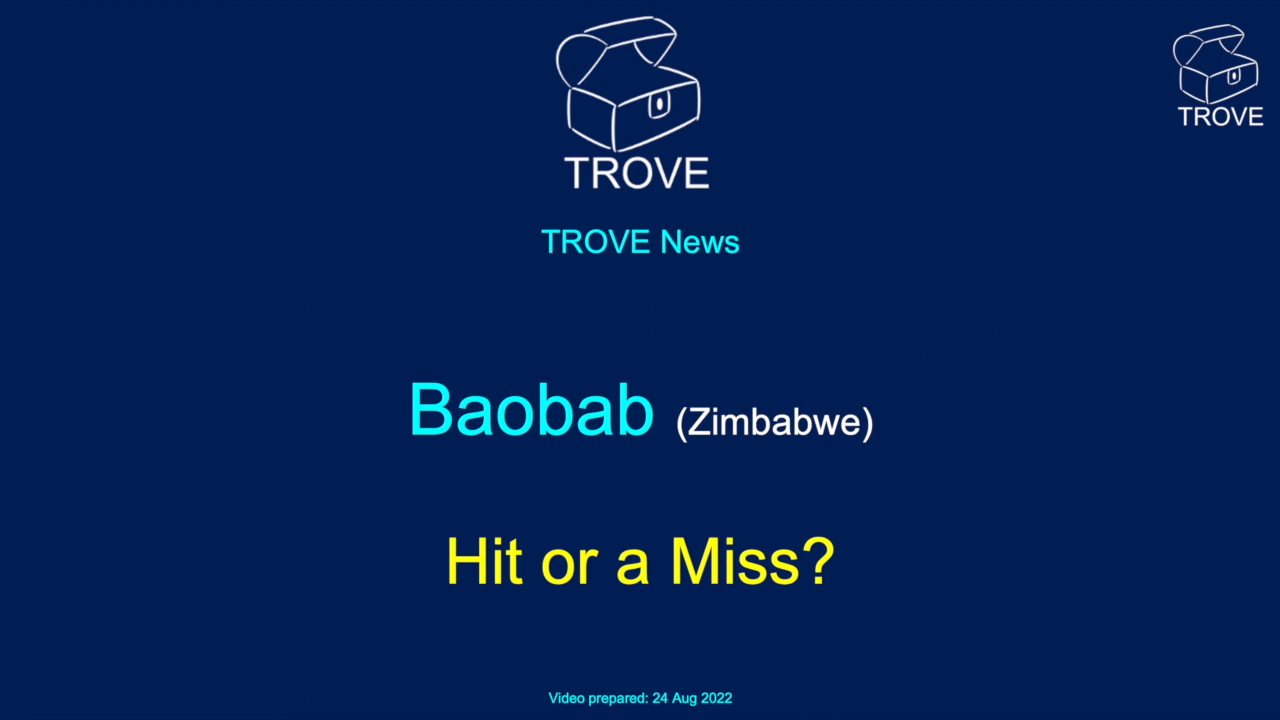 TROVE
TROVE
TROVE News
Baobab (Zimbabwe)
Hit or a Miss?
Video prepared: 24 Aug 2022